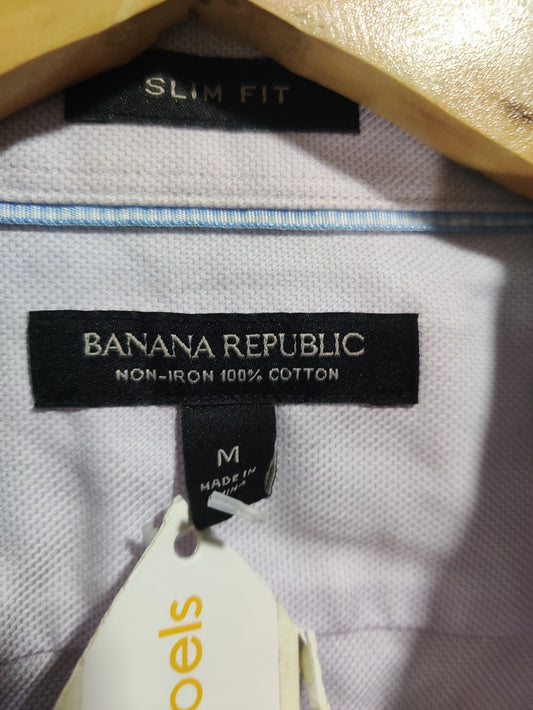 SLIM FIT
BANANA REPUBLIC
NON-IRON 100% COTTON
M
MADE IN
oels